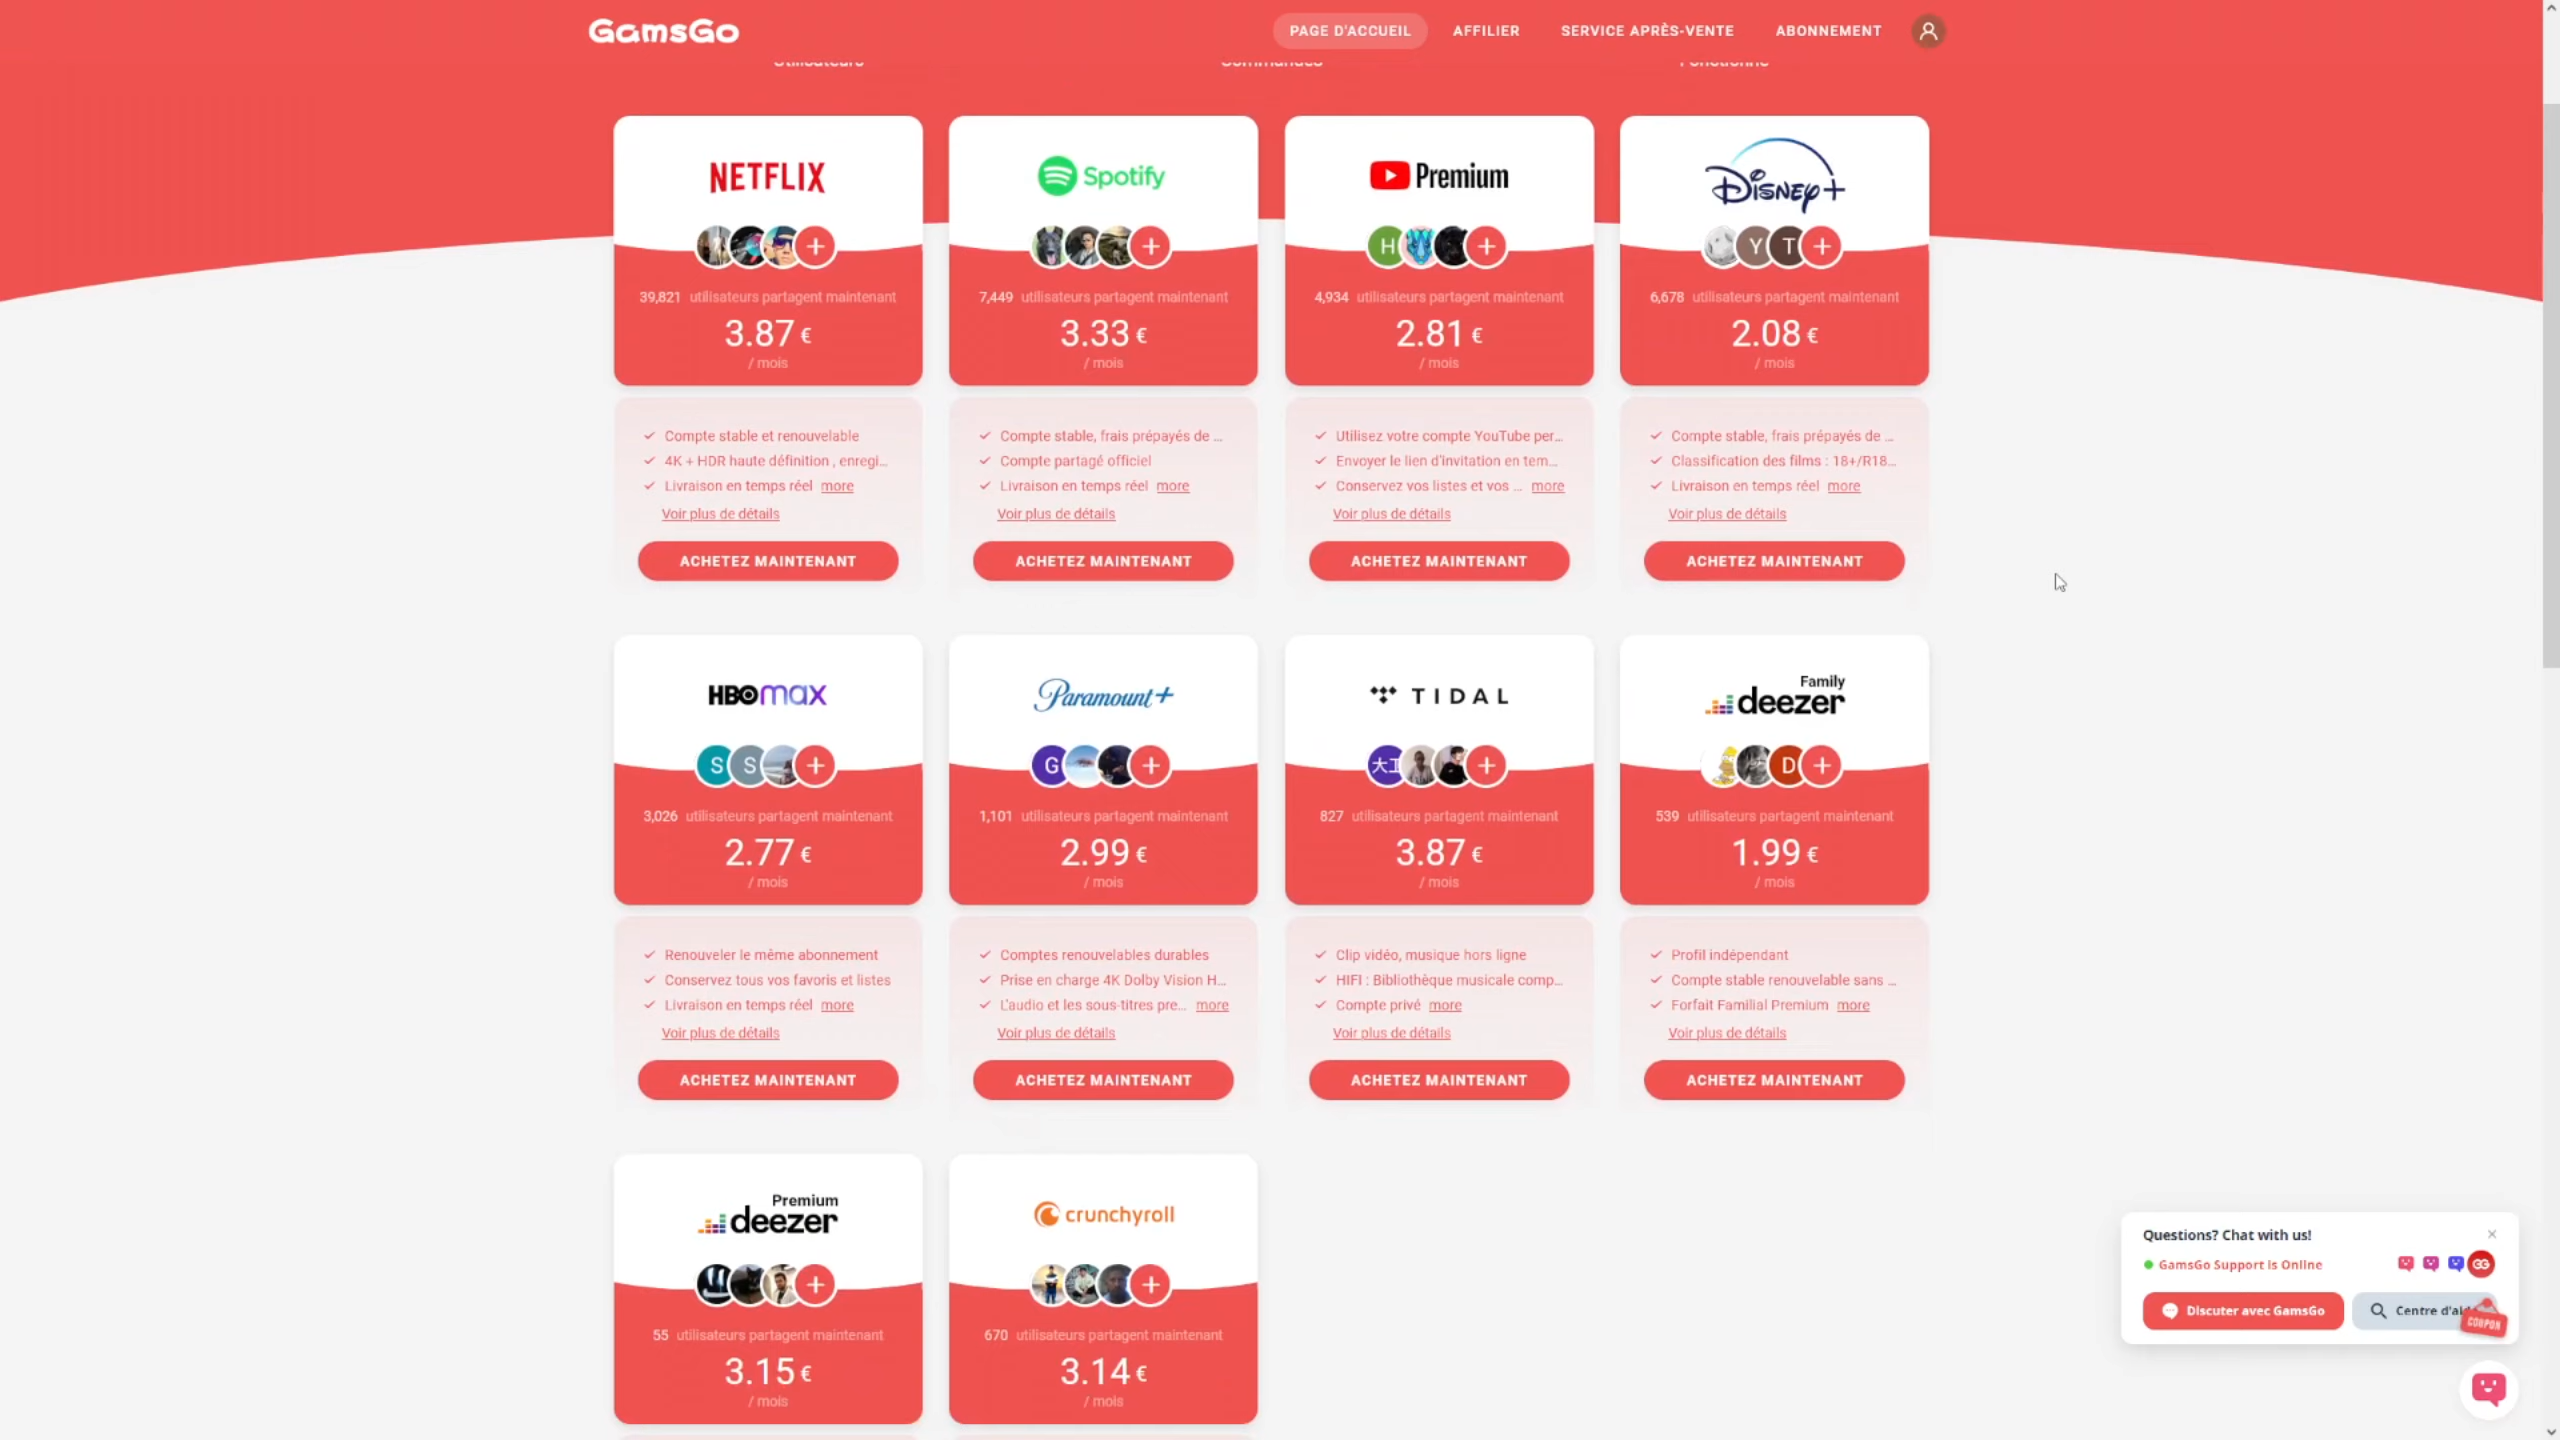 GamsGo
PAGE D'ACCUEIL
AFFILIER
SERVICE APRÈS-VENTE
ABONNEMENT
Utilisateurs
Commandes
Fonctionne
NETFLIX
Spotify
Premium
Disney+
H
Y
T
39,821 utilisateurs partagent maintenant
7,449 utilisateurs partagent maintenant
4,934 utilisateurs partagent maintenant
6,678 utilisateurs partagent maintenant
3.87 €
3.33 €
2.81 €
2.08 €
/ mois
/ mois
/ mois
/ mois
Compte stable et renouvelable
4K + HDR haute définition , enregi...
Livraison en temps réel more
Voir plus de détails
ACHETEZ MAINTENANT
Compte stable, frais prépayés de ...
Compte partagé officiel
Livraison en temps réel more
Voir plus de détails
ACHETEZ MAINTENANT
Utilisez votre compte YouTube per...
Envoyer le lien d'invitation en tem...
Conservez vos listes et vos ... more
Voir plus de détails
ACHETEZ MAINTENANT
Compte stable, frais prépayés de ...
Classification des films : 18+/R18...
Livraison en temps réel more
Voir plus de détails
ACHETEZ MAINTENANT
HBOmax
Paramount+
TIDAL
Family
deezer
S
S
G
大工
D
3,026 utilisateurs partagent maintenant
1,101 utilisateurs partagent maintenant
827 utilisateurs partagent maintenant
539 utilisateurs partagent maintenant
2.77 €
2.99 €
3.87 €
1.99 €
/ mois
/ mois
/ mois
/ mois
Renouveler le même abonnement
Conservez tous vos favoris et listes
Livraison en temps réel more
Voir plus de détails
ACHETEZ MAINTENANT
Comptes renouvelables durables
Prise en charge 4K Dolby Vision H...
L'audio et les sous-titres pre... more
Voir plus de détails
ACHETEZ MAINTENANT
Clip vidéo, musique hors ligne
HIFI : Bibliothèque musicale comp...
Compte privé more
Voir plus de détails
ACHETEZ MAINTENANT
Profil indépendant
Compte stable renouvelable sans ...
Forfait Familial Premium more
Voir plus de détails
ACHETEZ MAINTENANT
Premium
deezer
crunchyroll
55 utilisateurs partagent maintenant
670 utilisateurs partagent maintenant
3.15 €
3.14 €
/ mois
/ mois
Questions? Chat with us!
GamsGo Support is Online
GG
Discuter avec GamsGo
Centre d'ai
COUPON